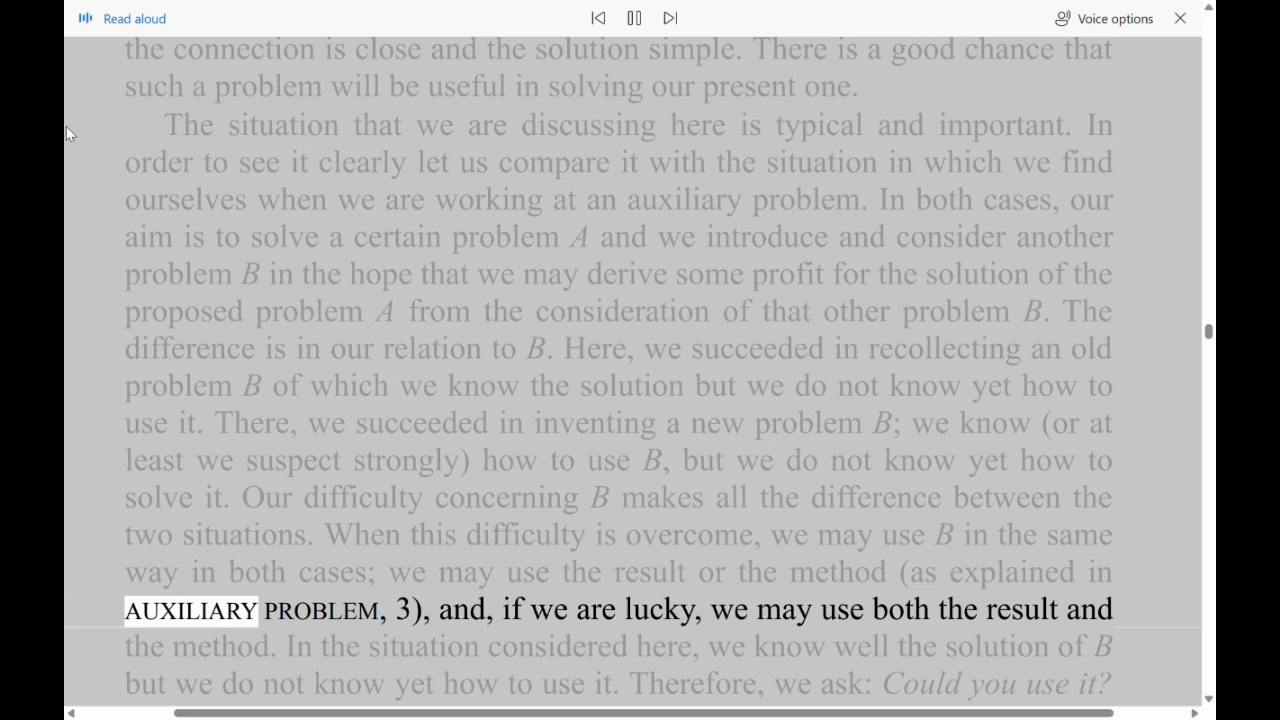 Read aloud
Voice options
the connection is close and the solution simple. There is a good chance that
such a problem will be useful in solving our present one.
The situation that we are discussing here is typical and important. In
order to see it clearly let us compare it with the situation in which we find
ourselves when we are working at an auxiliary problem. In both cases, our
aim is to solve a certain problem A and we introduce and consider another
problem B in the hope that we may derive some profit for the solution of the
proposed problem A from the consideration of that other problem B. The
difference is in our relation to B. Here, we succeeded in recollecting an old
problem B of which we know the solution but we do not know yet how to
use it. There, we succeeded in inventing a new problem B; we know (or at
least we suspect strongly) how to use B, but we do not know yet how to
solve it. Our difficulty concerning B makes all the difference between the
two situations. When this difficulty is overcome, we may use B in the same
way in both cases; we may use the result or the method (as explained in
AUXILIARY PROBLEM, 3), and, if we are lucky, we may use both the result and
the method. In the situation considered here, we know well the solution of B
but we do not know yet how to use it. Therefore, we ask: Could you use it?